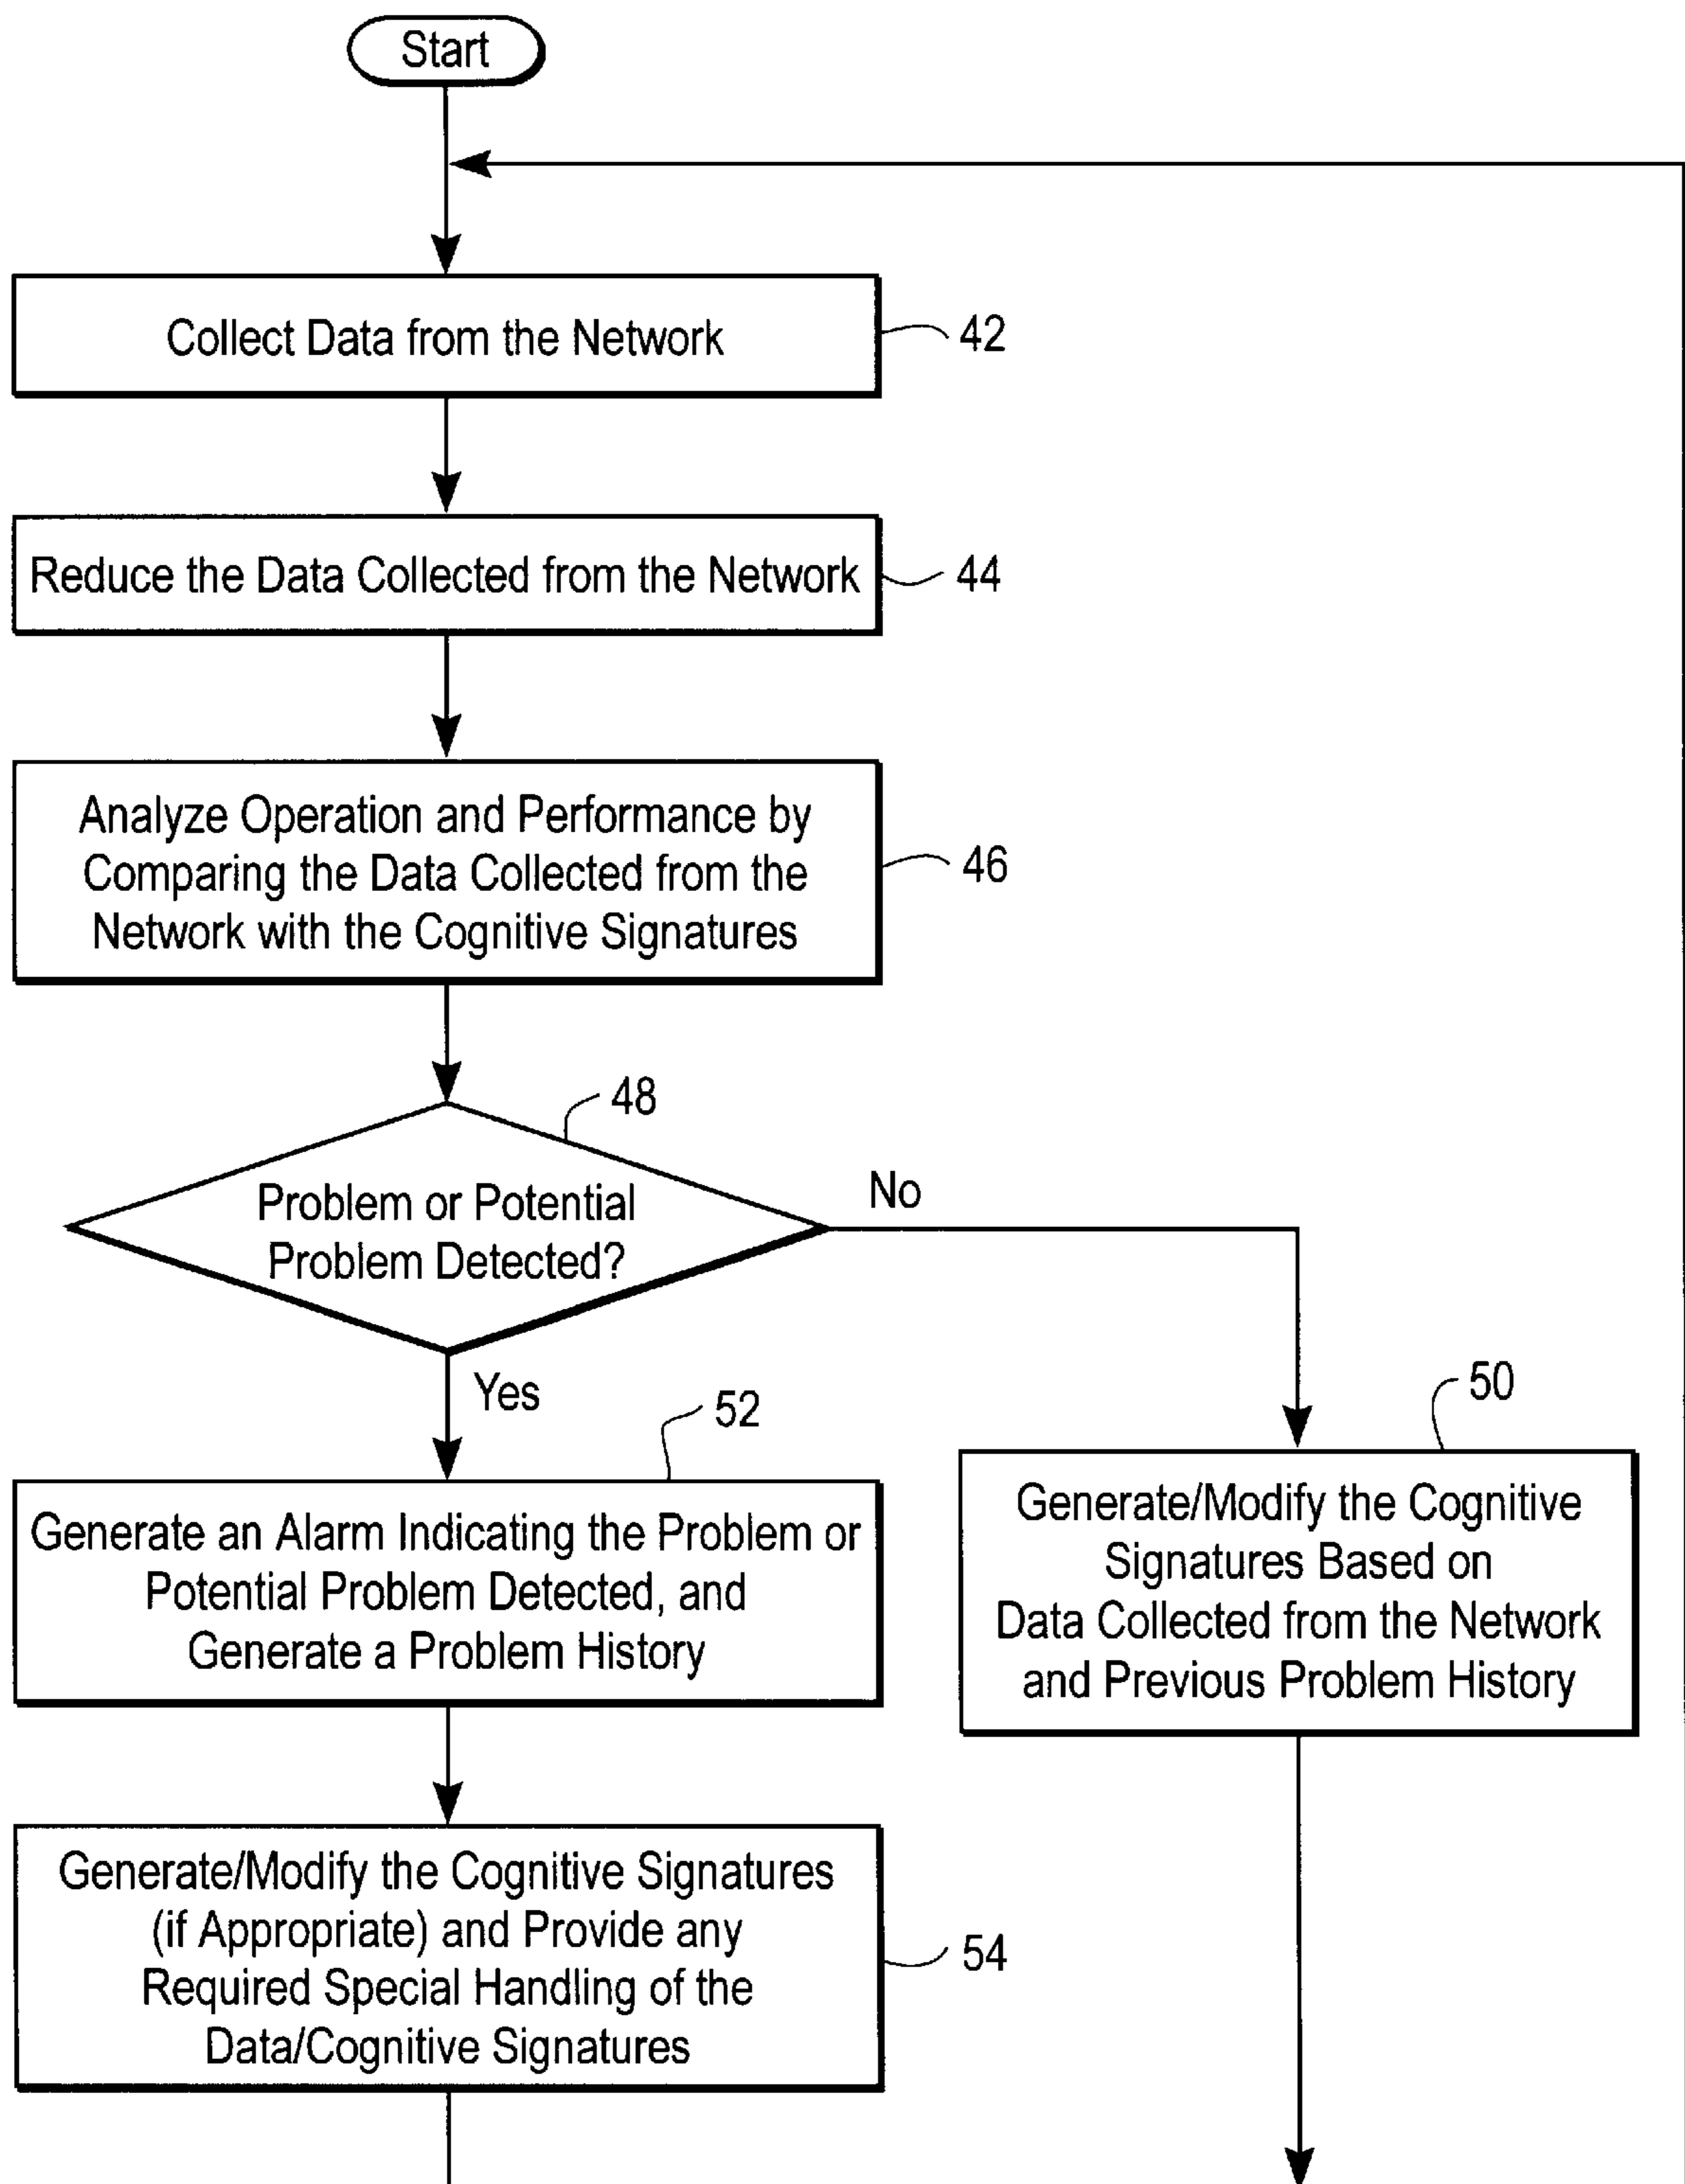 Start
Collect Data from the Network
42
Reduce the Data Collected from the Network
44
Analyze Operation and Performance by
Comparing the Data Collected from the
Network with the Cognitive Signatures
46
48
Problem or Potential
Problem Detected?
No
Yes
52
Generate an Alarm Indicating the Problem or
Potential Problem Detected, and
Generate a Problem History
50
Generate/Modify the Cognitive
Signatures Based on
Data Collected from the Network
and Previous Problem History
Generate/Modify the Cognitive Signatures
(if Appropriate) and Provide any
Required Special Handling of the
Data/Cognitive Signatures
54